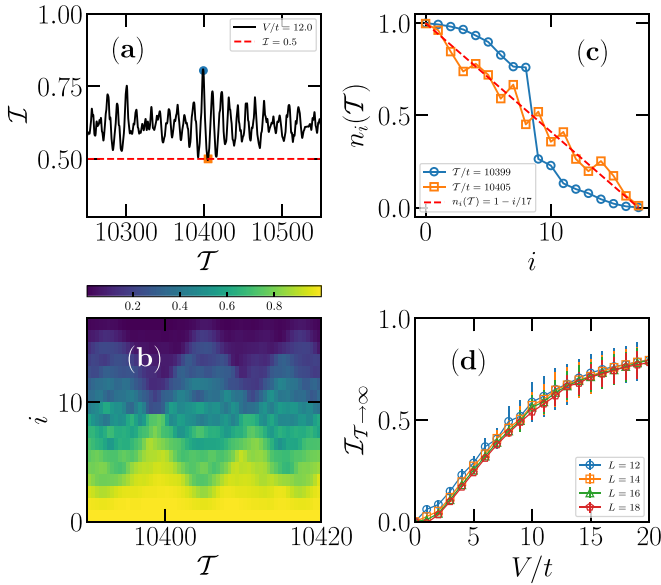 (a)
V/t = 12.0
𝓘 = 0.5
1.00
0.75
0.50
𝓘
10300
10400
10500
𝒯
(c)
1.0
0.5
0.0
nᵢ(𝒯)
𝒯/t = 10399
𝒯/t = 10405
nᵢ(𝒯) = 1 − i/17
0
10
i
0.2
0.4
0.6
0.8
(b)
10
0
i
10400
10420
𝒯
(d)
1.0
0.5
0.0
𝓘_{𝒯→∞}
L = 12
L = 14
L = 16
L = 18
0
5
10
15
20
V/t